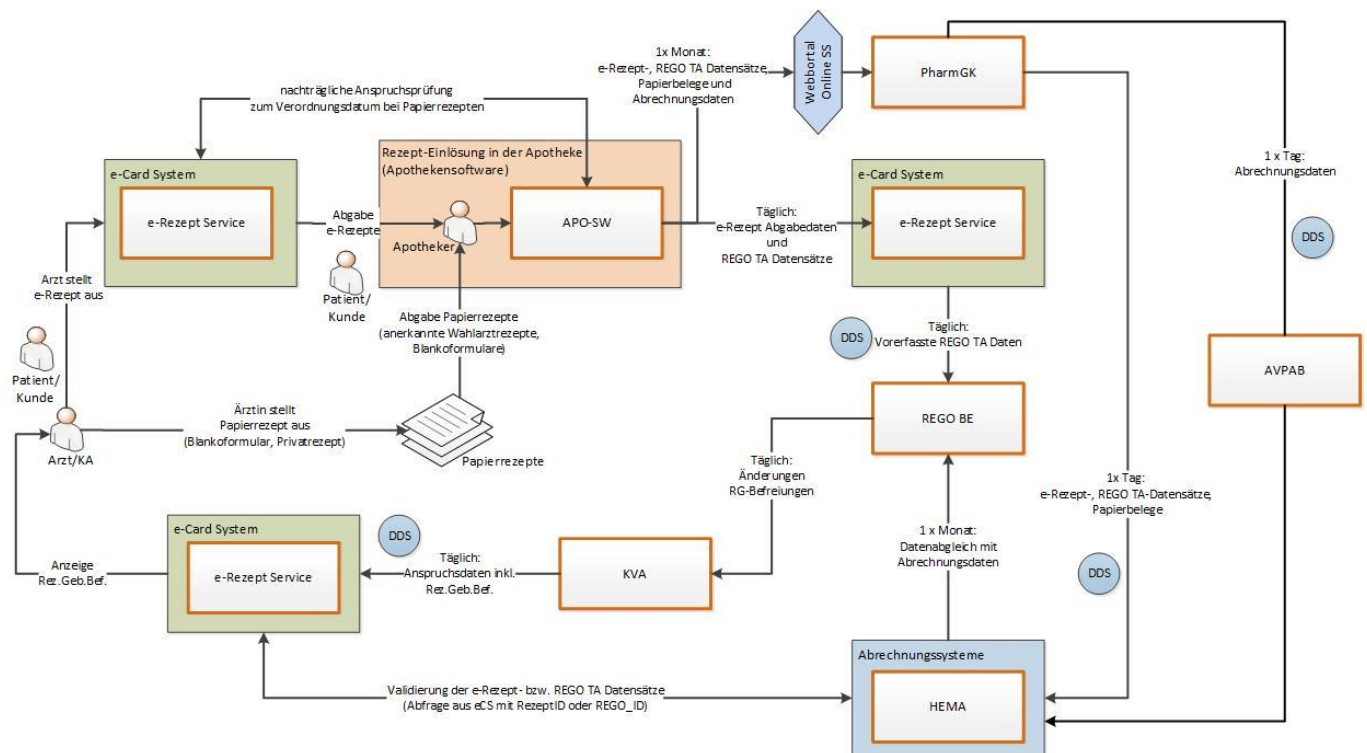 1x Monat:
e-Rezept-, REGO TA Datensätze,
Papierbelege und
Abrechnungsdaten
Webbortal
Online SS
PharmGK
nachträgliche Anspruchsprüfung
zum Verordnungsdatum bei Papierrezepten
1 x Tag:
Abrechnungsdaten
DDS
e-Card System
e-Rezept Service
Abgabe
e-Rezepte
Patient/
Kunde
Rezept-Einlösung in der Apotheke
(Apothekensoftware)
Apotheker
APO-SW
Täglich:
e-Rezept Abgabedaten
und
REGO TA Datensätze
e-Card System
e-Rezept Service
Arzt stellt
e-Rezept aus
Patient/
Kunde
Abgabe Papierrezepte
(anerkannte Wahlarztrezepte,
Blankoformulare)
DDS
Täglich:
Vorerfasste REGO TA Daten
AVPAB
Arzt/KA
Ärztin stellt
Papierrezept aus
(Blankoformular, Privatrezept)
Papierrezepte
REGO BE
Täglich:
Änderungen
RG-Befreiungen
1x Tag:
e-Rezept-, REGO TA-Datensätze,
Papierbelege
DDS
Anzeige
Rez.Geb.Bef.
e-Card System
e-Rezept Service
DDS
Täglich:
Anspruchsdaten inkl.
Rez.Geb.Bef.
KVA
1 x Monat:
Datenabgleich mit
Abrechnungsdaten
Validierung der e-Rezept- bzw. REGO TA Datensätze
(Abfrage aus eCS mit RezeptID oder REGO_ID)
Abrechnungssysteme
HEMA